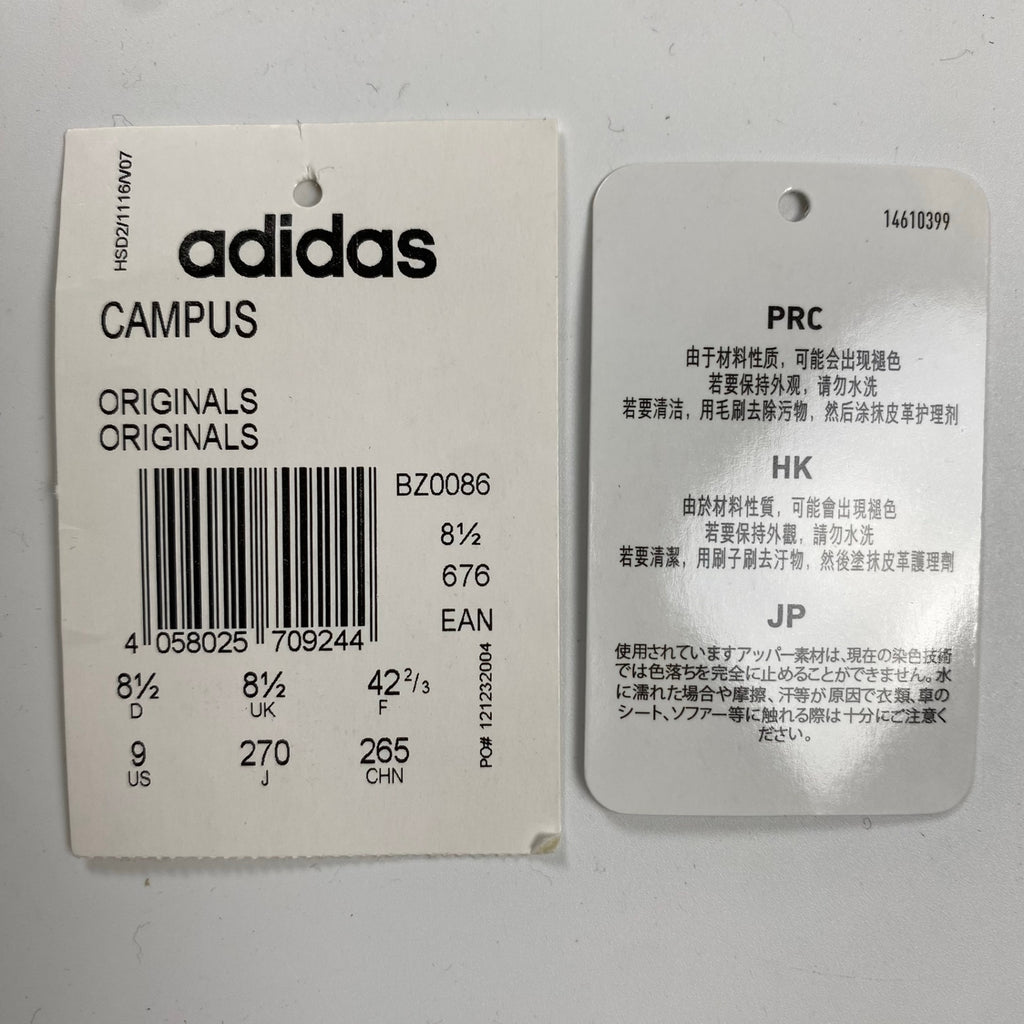 HSD2/1116/V07
adidas
CAMPUS
ORIGINALS
ORIGINALS
BZ0086
8½
676
EAN
4 058025 709244
8½ 8½ 42 2/3
D UK F
9 270 265
US J CHN
PO# 121232004
14610399
PRC
由于材料性质，可能会出现褪色
若要保持外观，请勿水洗
若要清洁，用毛刷去除污物，然后涂抹皮革护理剂
HK
由於材料性質，可能會出現褪色
若要保持外觀，請勿水洗
若要清潔，用刷子刷去汙物，然後塗抹皮革護理劑
JP
使用されていますアッパー素材は、現在の染色技術
では色落ちを完全に止めることができません。水
に濡れた場合や摩擦、汗等が原因で衣類、車の
シート、ソファー等に触れる際は十分にご注意く
ださい。